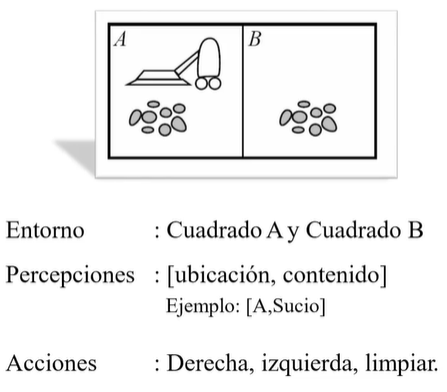 A B
Entorno : Cuadrado A y Cuadrado B
Percepciones : [ubicación, contenido]
Ejemplo: [A,Sucio]
Acciones : Derecha, izquierda, limpiar.